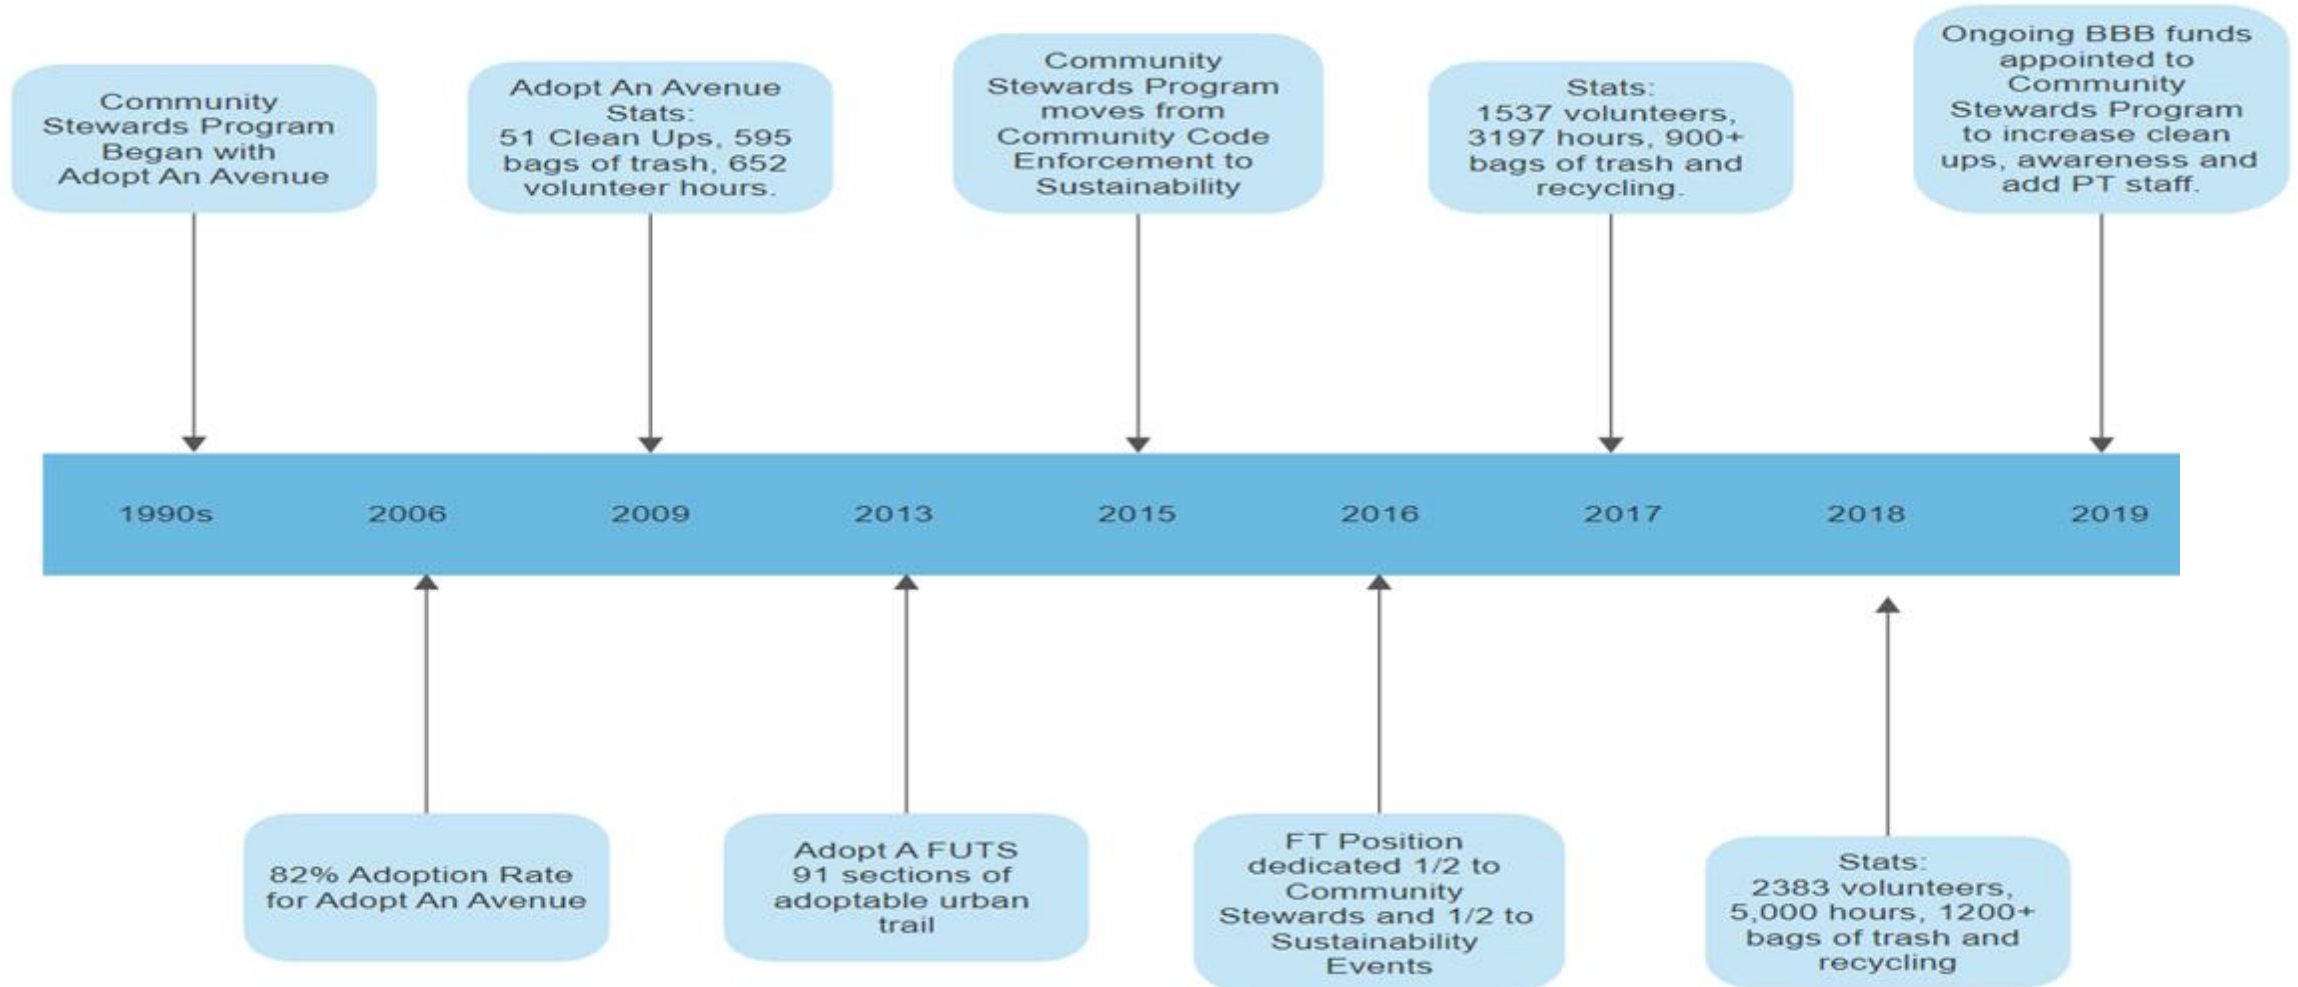 Community
Stewards Program
Began with
Adopt An Avenue
Adopt An Avenue
Stats:
51 Clean Ups, 595
bags of trash, 652
volunteer hours.
Community
Stewards Program
moves from
Community Code
Enforcement to
Sustainability
Stats:
1537 volunteers,
3197 hours, 900+
bags of trash and
recycling.
Ongoing BBB funds
appointed to
Community
Stewards Program
to increase clean
ups, awareness and
add PT staff.
1990s 2006 2009 2013 2015 2016 2017 2018 2019
82% Adoption Rate
for Adopt An Avenue
Adopt A FUTS
91 sections of
adoptable urban
trail
FT Position
dedicated 1/2 to
Community
Stewards and 1/2 to
Sustainability
Events
Stats:
2383 volunteers,
5,000 hours, 1200+
bags of trash and
recycling